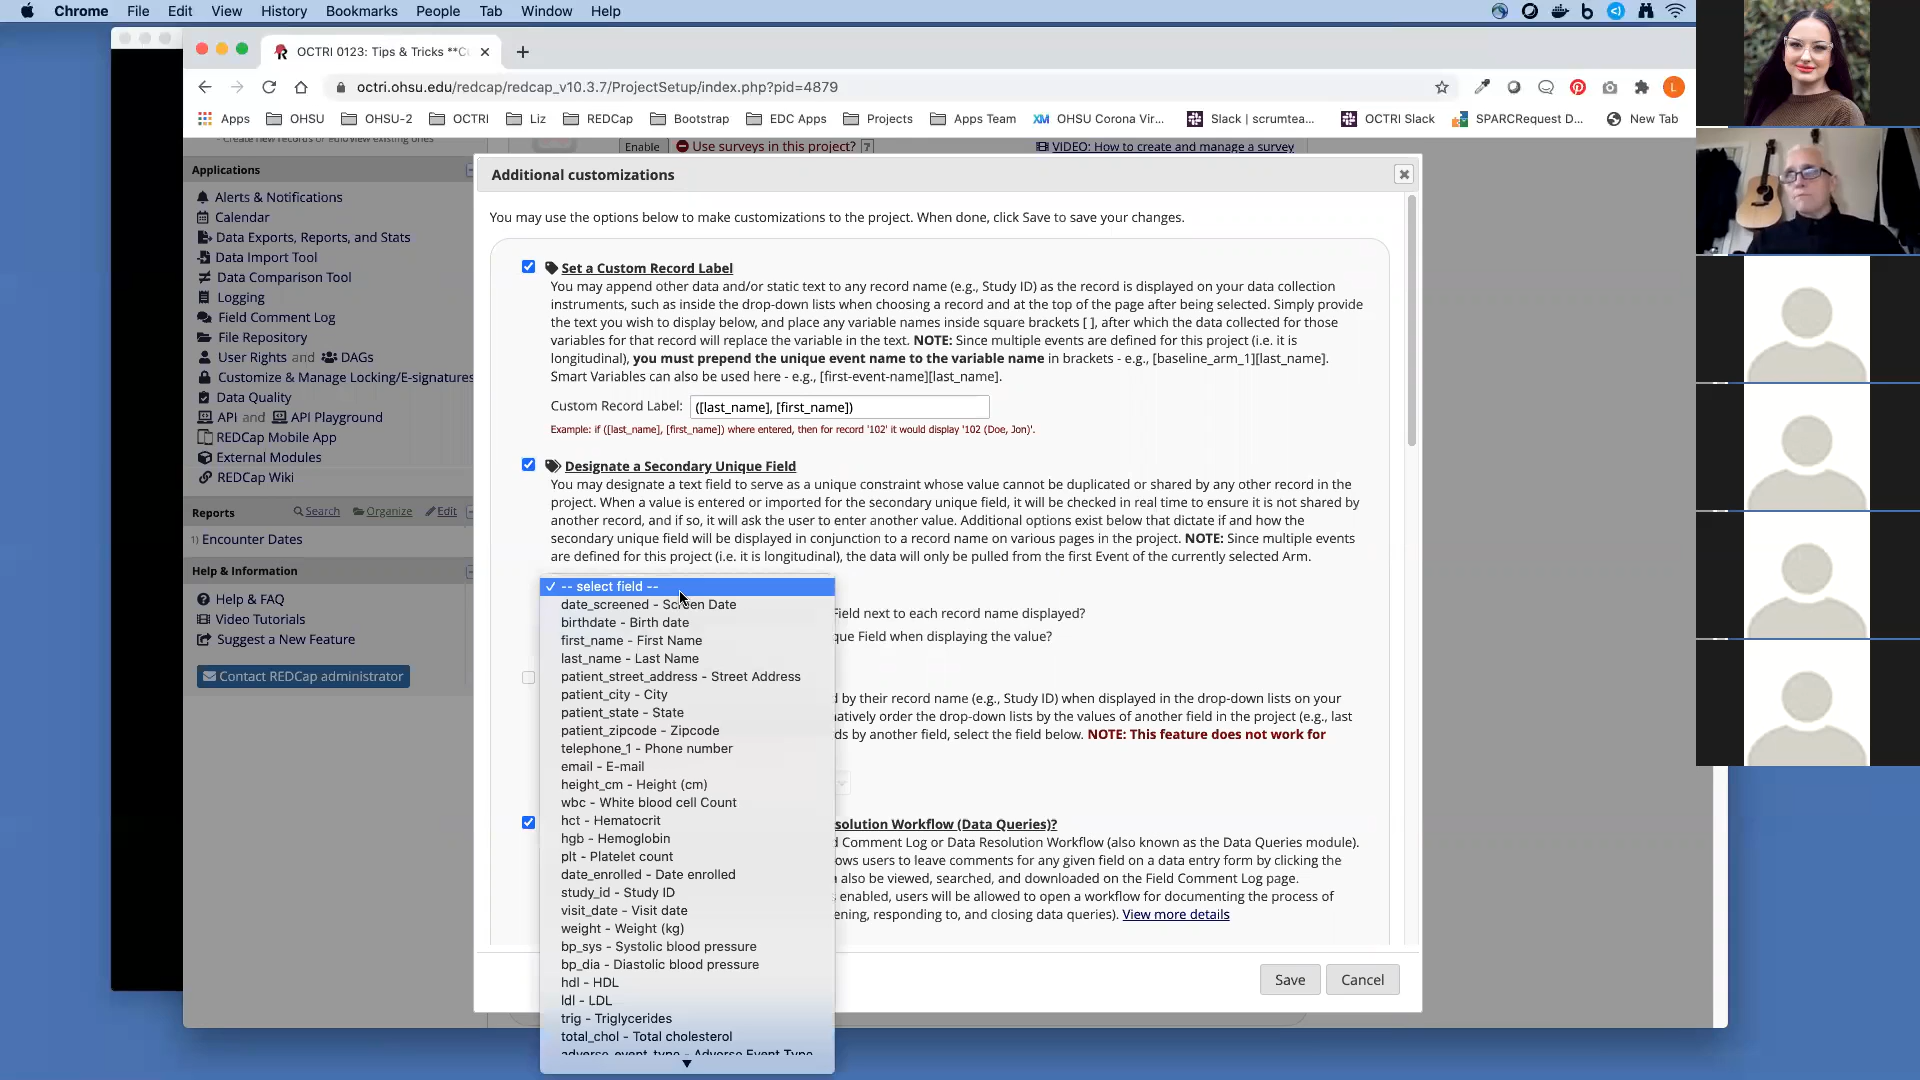 Chrome File Edit View History Bookmarks People Tab Window Help
OCTRI 0123: Tips & Tricks **C
octri.ohsu.edu/redcap/redcap_v10.3.7/ProjectSetup/index.php?pid=4879
L
Apps OHSU OHSU-2 OCTRI Liz REDCap Bootstrap EDC Apps Projects Apps Team XM OHSU Corona Vir... Slack | scrumtea... OCTRI Slack SPARCRequest D... New Tab
Create new records or edit/view existing ones
Enable Use surveys in this project? ? VIDEO: How to create and manage a survey
Applications
Alerts & Notifications
Calendar
Data Exports, Reports, and Stats
Data Import Tool
Data Comparison Tool
Logging
Field Comment Log
File Repository
User Rights and DAGs
Customize & Manage Locking/E-signatures
Data Quality
API and API Playground
REDCap Mobile App
External Modules
REDCap Wiki
Reports Search Organize Edit
1) Encounter Dates
Help & Information
Help & FAQ
Video Tutorials
Suggest a New Feature
Contact REDCap administrator
Additional customizations
You may use the options below to make customizations to the project. When done, click Save to save your changes.
Set a Custom Record Label
You may append other data and/or static text to any record name (e.g., Study ID) as the record is displayed on your data collection
instruments, such as inside the drop-down lists when choosing a record and at the top of the page after being selected. Simply provide
the text you wish to display below, and place any variable names inside square brackets [ ], after which the data collected for those
variables for that record will replace the variable in the text. NOTE: Since multiple events are defined for this project (i.e. it is
longitudinal), you must prepend the unique event name to the variable name in brackets - e.g., [baseline_arm_1][last_name].
Smart Variables can also be used here - e.g., [first-event-name][last_name].
Custom Record Label: ([last_name], [first_name])
Example: if ([last_name], [first_name]) where entered, then for record '102' it would display '102 (Doe, Jon)'.
Designate a Secondary Unique Field
You may designate a text field to serve as a unique constraint whose value cannot be duplicated or shared by any other record in the
project. When a value is entered or imported for the secondary unique field, it will be checked in real time to ensure it is not shared by
another record, and if so, it will ask the user to enter another value. Additional options exist below that dictate if and how the
secondary unique field will be displayed in conjunction to a record name on various pages in the project. NOTE: Since multiple events
are defined for this project (i.e. it is longitudinal), the data will only be pulled from the first Event of the currently selected Arm.
-- select field --
date_screened - Screen Date
birthdate - Birth date
first_name - First Name
last_name - Last Name
patient_street_address - Street Address
patient_city - City
patient_state - State
patient_zipcode - Zipcode
telephone_1 - Phone number
email - E-mail
height_cm - Height (cm)
wbc - White blood cell Count
hct - Hematocrit
hgb - Hemoglobin
plt - Platelet count
date_enrolled - Date enrolled
study_id - Study ID
visit_date - Visit date
weight - Weight (kg)
bp_sys - Systolic blood pressure
bp_dia - Diastolic blood pressure
hdl - HDL
ldl - LDL
trig - Triglycerides
total_chol - Total cholesterol
adverse_event_type - Adverse Event Type
Field next to each record name displayed?
que Field when displaying the value?
d by their record name (e.g., Study ID) when displayed in the drop-down lists on your
natively order the drop-down lists by the values of another field in the project (e.g., last
ds by another field, select the field below. NOTE: This feature does not work for
solution Workflow (Data Queries)?
d Comment Log or Data Resolution Workflow (also known as the Data Queries module).
ows users to leave comments for any given field on a data entry form by clicking the
also be viewed, searched, and downloaded on the Field Comment Log page.
s enabled, users will be allowed to open a workflow for documenting the process of
ening, responding to, and closing data queries). View more details
Save Cancel